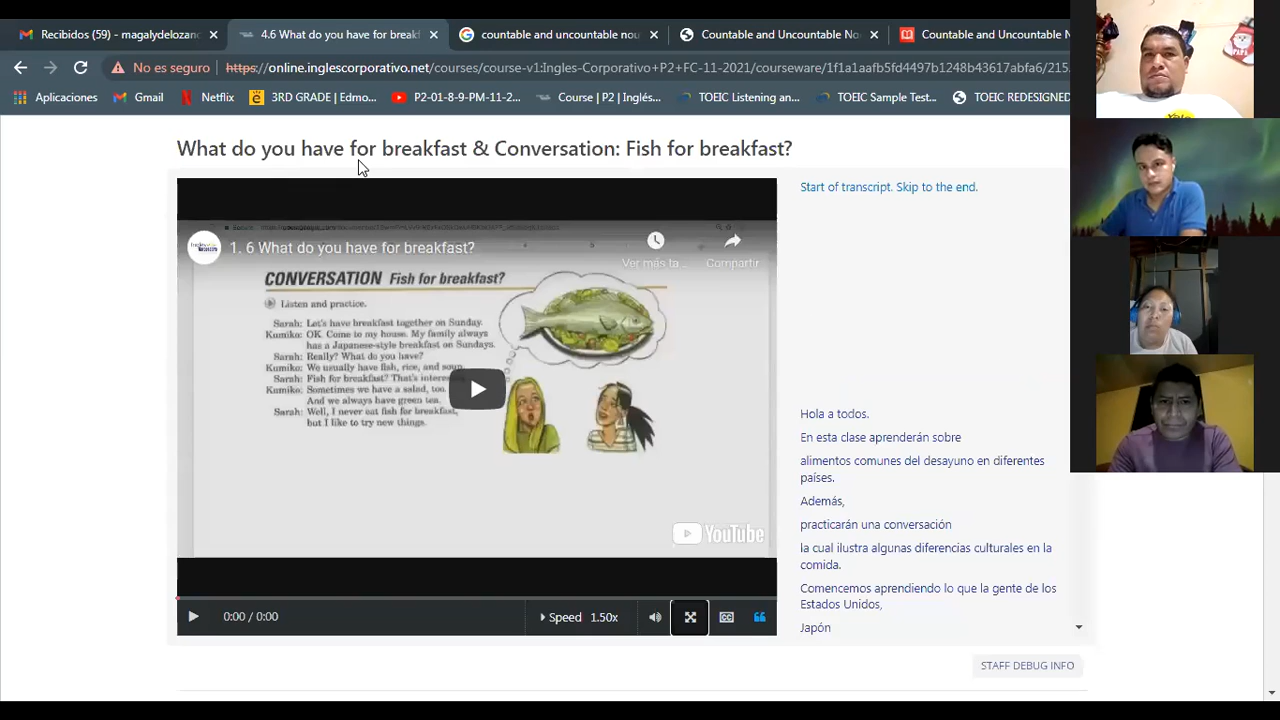 Recibidos (59) - magalydelozano
4.6 What do you have for breakf
countable and uncountable nou
Countable and Uncountable No
Countable and Uncountable N
No es seguro
https://online.inglescorporativo.net/courses/course-v1:Ingles-Corporativo+P2+FC-11-2021/courseware/1f1a1aafb5fd4497b1248b43617abfa6/215
Aplicaciones
Gmail
Netflix
3RD GRADE | Edmo...
P2-01-8-9-PM-11-2...
Course | P2 | Inglés...
TOEIC Listening an...
TOEIC Sample Test...
TOEIC REDESIGNED
What do you have for breakfast & Conversation: Fish for breakfast?
1. 6 What do you have for breakfast?
Ver más ta...
Compartir
CONVERSATION Fish for breakfast?
Listen and practice.
Sarah: Let's have breakfast together on Sunday.
Kumiko: OK. Come to my house. My family always
has a Japanese-style breakfast on Sundays.
Sarah: Really? What do you have?
Kumiko: We usually have fish, rice, and soup.
Sarah: Fish for breakfast? That's interes
Kumiko: Sometimes we have a salad, too.
And we always have green tea.
Sarah: Well, I never eat fish for breakfast,
but I like to try new things.
YouTube
0:00 / 0:00
Speed 1.50x
Start of transcript. Skip to the end.
Hola a todos.
En esta clase aprenderán sobre
alimentos comunes del desayuno en diferentes
países.
Además,
practicarán una conversación
la cual ilustra algunas diferencias culturales en la
comida.
Comencemos aprendiendo lo que la gente de los
Estados Unidos,
Japón
STAFF DEBUG INFO